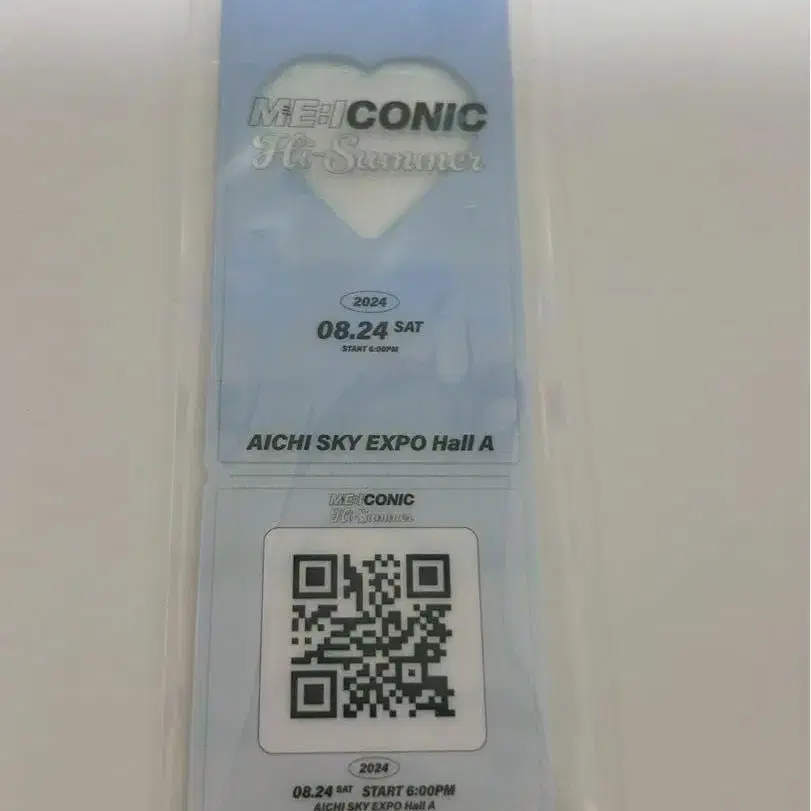 ME:ICONIC
Hi-Summer
2024
08.24 SAT
START 6:00PM
AICHI SKY EXPO Hall A
ME:ICONIC
Hi-Summer
2024
08.24 SAT START 6:00PM
AICHI SKY EXPO Hall A